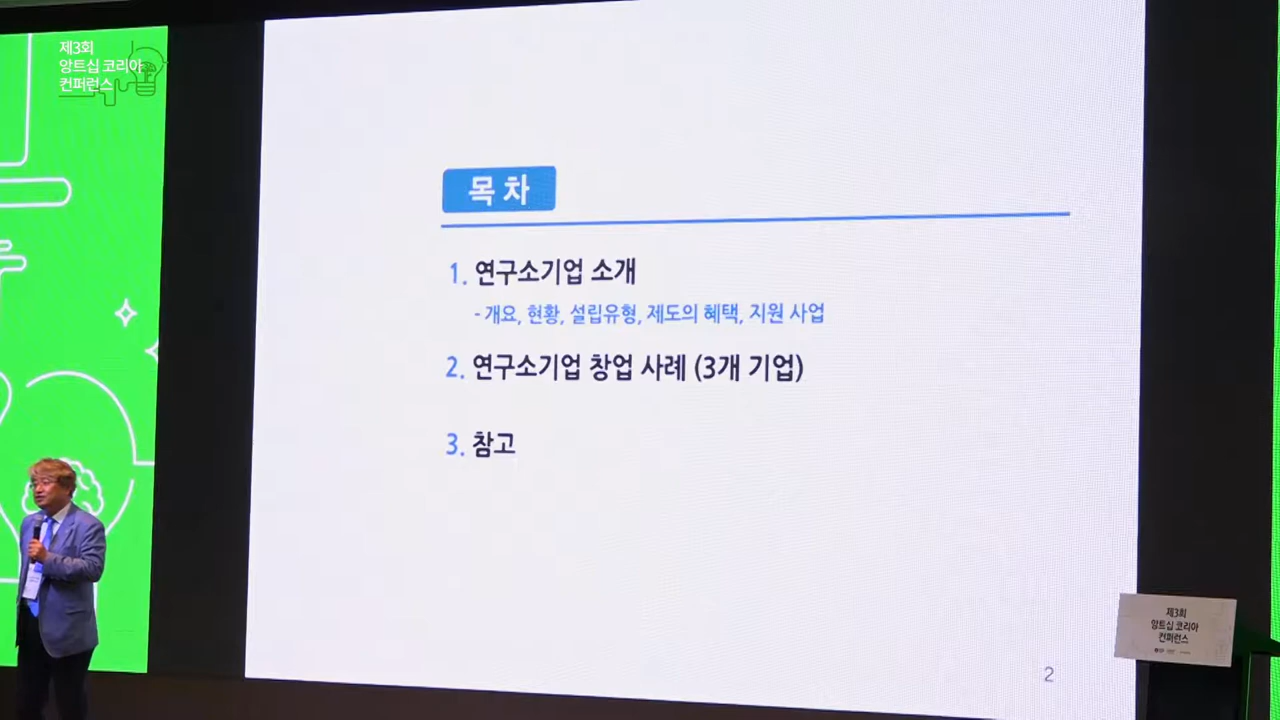 제3회
앙트십 코리아
컨퍼런스
목 차
1. 연구소기업 소개
- 개요, 현황, 설립유형, 제도의 혜택, 지원 사업
2. 연구소기업 창업 사례 (3개 기업)
3. 참고
2
제3회
앙트십 코리아
컨퍼런스